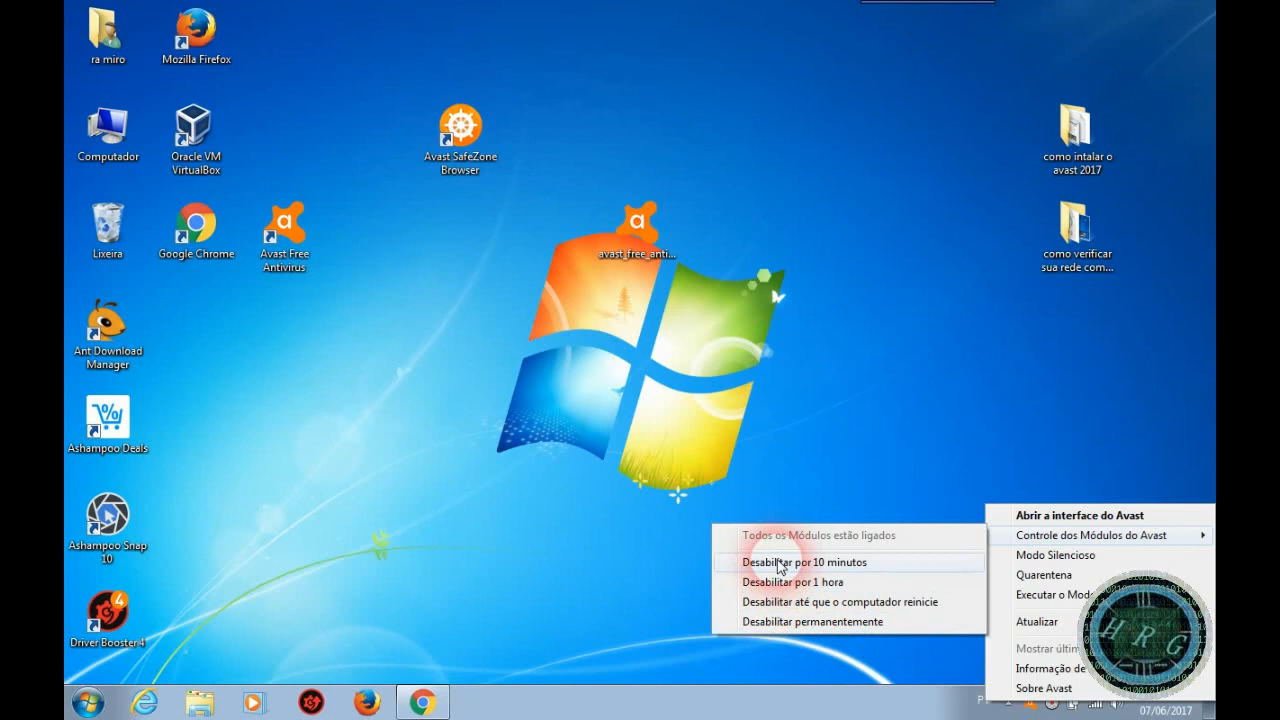 ra miro
Mozilla Firefox
Computador
Oracle VM
VirtualBox
Avast SafeZone
Browser
como intalar o
avast 2017
Lixeira
Google Chrome
Avast Free
Antivirus
avast_free_anti...
como verificar
sua rede com...
Ant Download
Manager
Ashampoo Deals
Ashampoo Snap
10
4
Driver Booster 4
Abrir a interface do Avast
Controle dos Módulos do Avast
Modo Silencioso
Quarentena
Executar o
Atualizar
Mostrar
Informação de
Sobre Avast
Todos os Módulos estão ligados
Desabilitar por 10 minutos
Desabilitar por 1 hora
Desabilitar até que o computador reinicie
Desabilitar permanentemente
HRG
07/06/2017